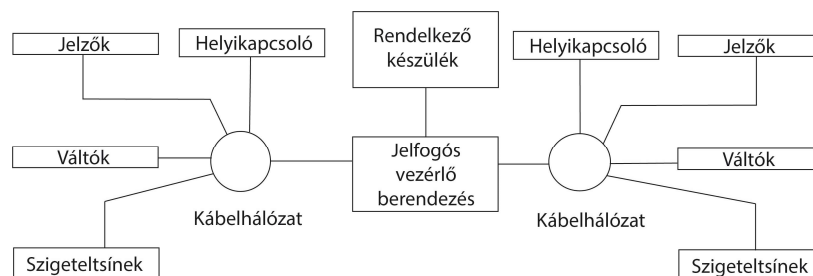 Jelzők
Helyikapcsoló
Rendelkező
készülék
Helyikapcsoló
Jelzők
Váltók
Jelfogós
vezérlő
berendezés
Váltók
Kábelhálózat
Kábelhálózat
Szigeteltsínek
Szigeteltsínek